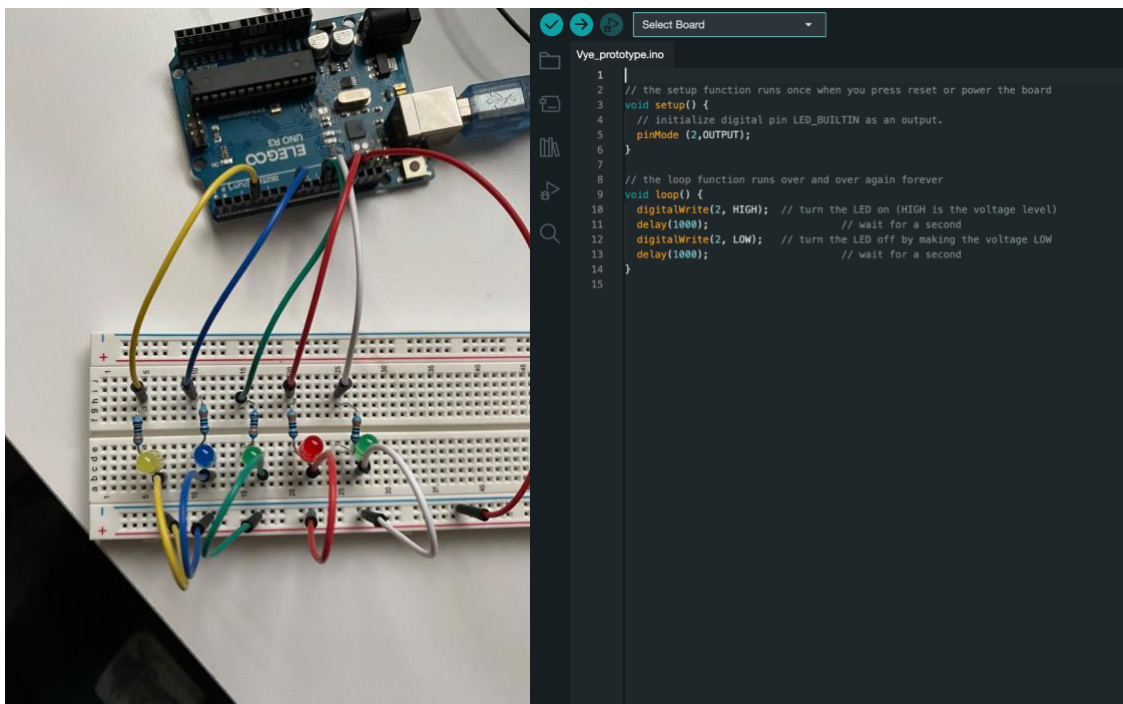 UNO R3
ELEGOO
Select Board
Vye_prototype.ino
1
2 // the setup function runs once when you press reset or power the board
3 void setup() {
4 // initialize digital pin LED_BUILTIN as an output.
5 pinMode (2,OUTPUT);
6 }
7
8 // the loop function runs over and over again forever
9 void loop() {
10 digitalWrite(2, HIGH); // turn the LED on (HIGH is the voltage level)
11 delay(1000); // wait for a second
12 digitalWrite(2, LOW); // turn the LED off by making the voltage LOW
13 delay(1000); // wait for a second
14 }
15